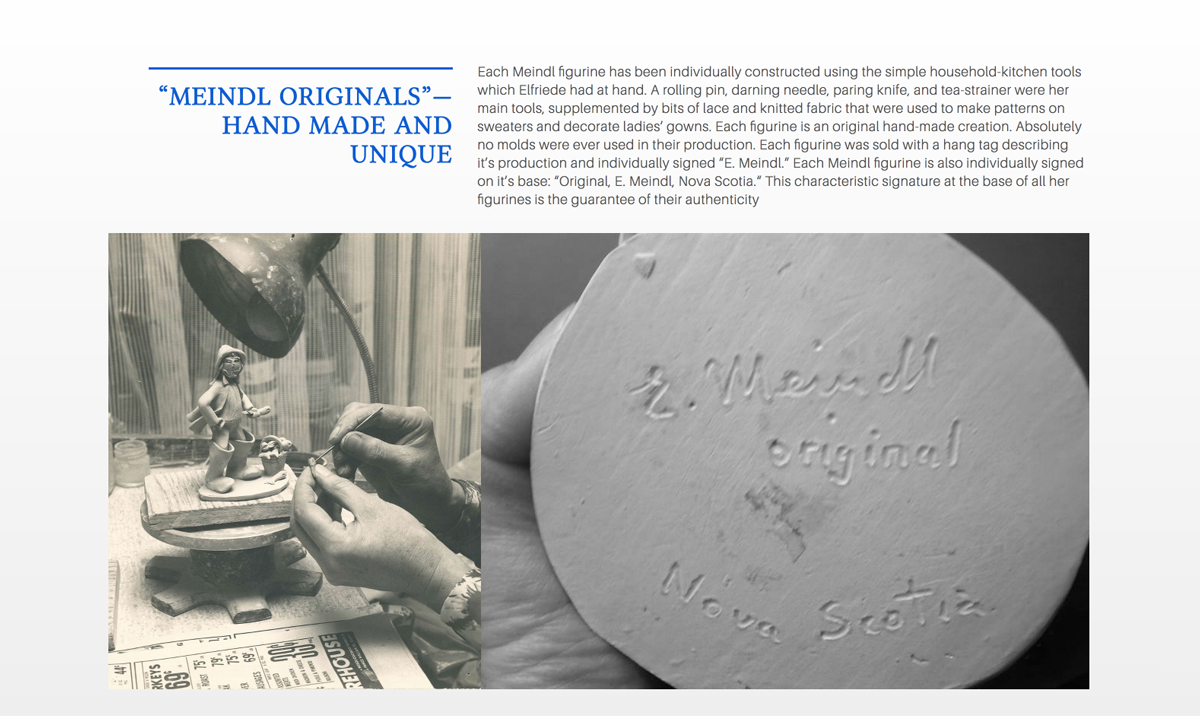 “MEINDL ORIGINALS”—
HAND MADE AND
UNIQUE
Each Meindl figurine has been individually constructed using the simple household-kitchen tools
which Elfriede had at hand. A rolling pin, darning needle, paring knife, and tea-strainer were her
main tools, supplemented by bits of lace and knitted fabric that were used to make patterns on
sweaters and decorate ladies’ gowns. Each figurine is an original hand-made creation. Absolutely
no molds were ever used in their production. Each figurine was sold with a hang tag describing
it’s production and individually signed “E. Meindl.” Each Meindl figurine is also individually signed
on it’s base: “Original, E. Meindl, Nova Scotia.” This characteristic signature at the base of all her
figurines is the guarantee of their authenticity
E. Meindl
original
Nova Scotia
44¢
69¢
75¢
79¢
75¢
69¢